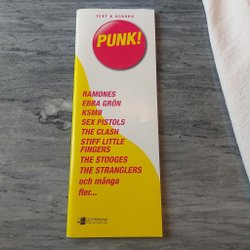 TEXT & ACKORD
PUNK!
RAMONES
EBBA GRÖN
KSMB
SEX PISTOLS
THE CLASH
STIFF LITTLE
FINGERS
THE STOOGES
THE STRANGLERS
och många
fler...